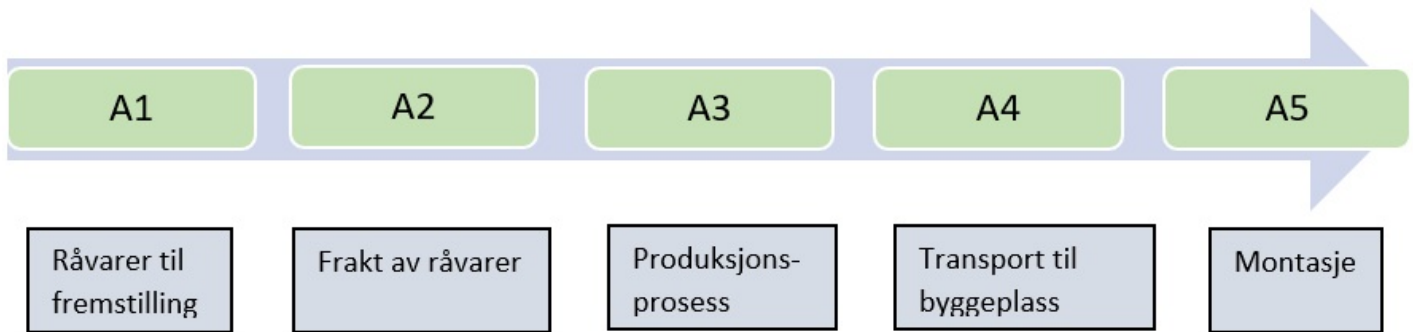 A1
A2
A3
A4
A5
Råvarer til
fremstilling
Frakt av råvarer
Produksjons-
prosess
Transport til
byggeplass
Montasje